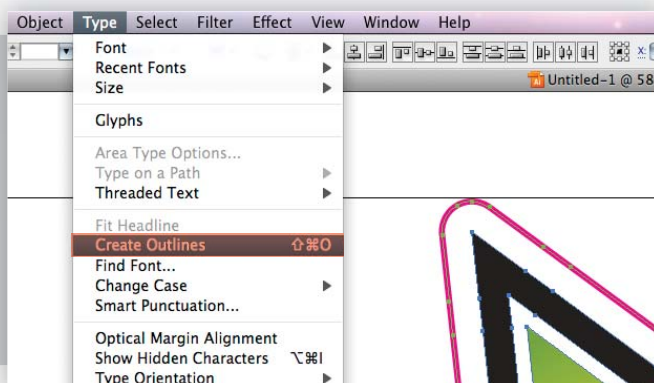 Object Type Select Filter Effect View Window Help
Font
Recent Fonts
Size
x:
Untitled-1 @ 58
Glyphs
Area Type Options...
Type on a Path
Threaded Text
Fit Headline
Create Outlines ⇧⌘O
Find Font...
Change Case
Smart Punctuation...
Optical Margin Alignment
Show Hidden Characters ⌥⌘I
Type Orientation